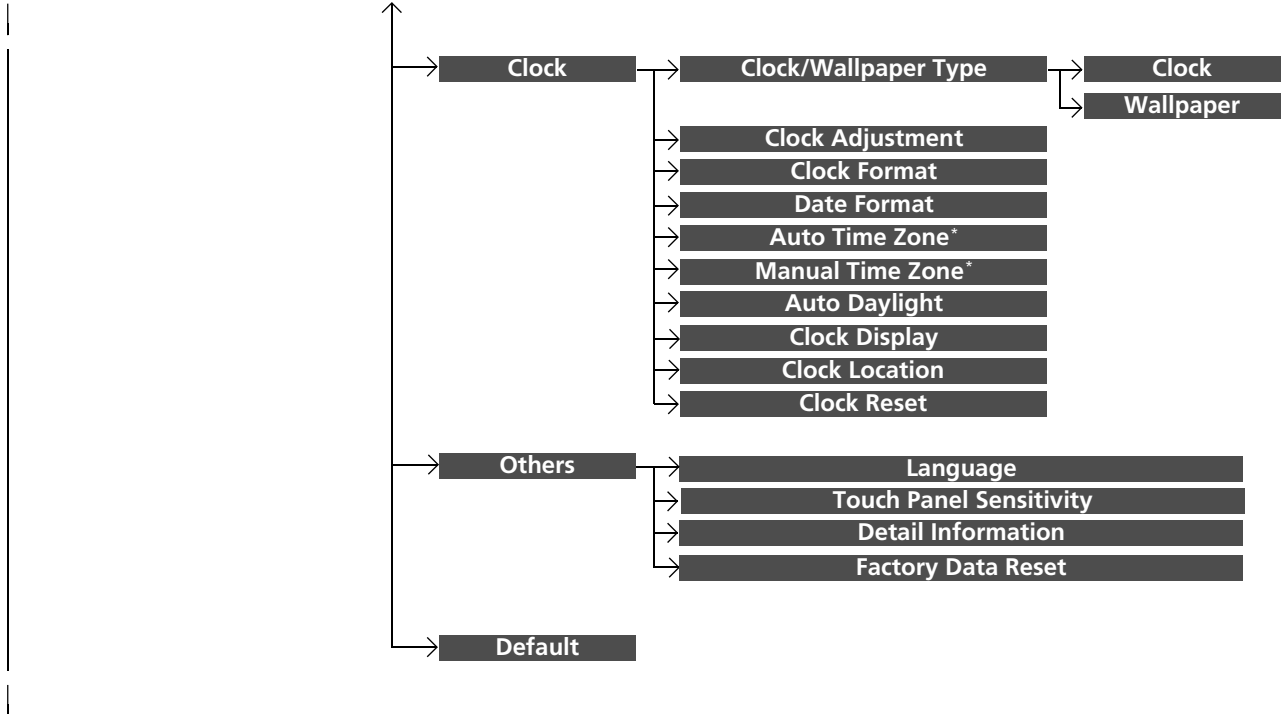 Clock
Clock/Wallpaper Type
Clock
Wallpaper
Clock Adjustment
Clock Format
Date Format
Auto Time Zone*
Manual Time Zone*
Auto Daylight
Clock Display
Clock Location
Clock Reset
Others
Language
Touch Panel Sensitivity
Detail Information
Factory Data Reset
Default